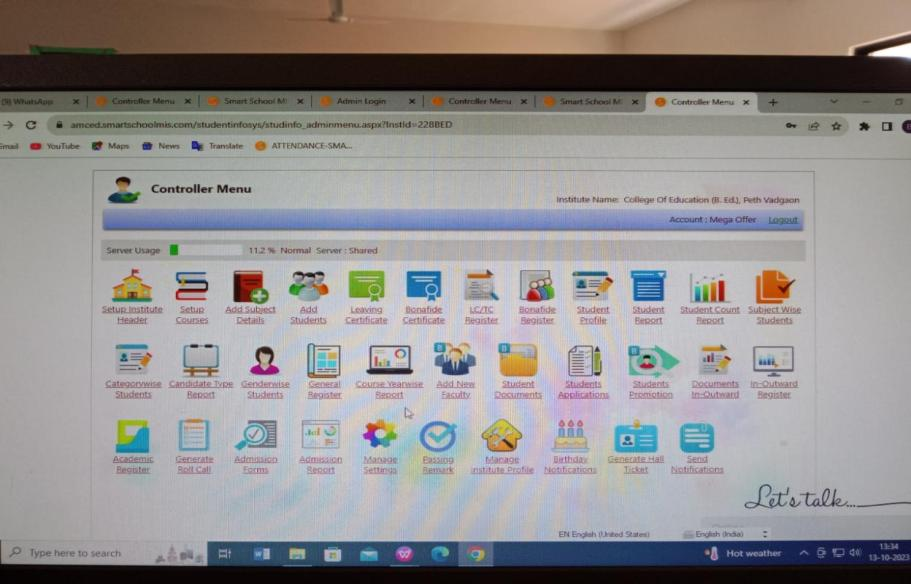 WhatsApp Controller Menu Smart School MI Admin Login Controller Menu Smart School MI Controller Menu
amced.smartschoolmis.com/studentinfosys/studinfo_adminmenu.aspx?InstId=228BED
Email YouTube Maps News Translate ATTENDANCE-SMA...
Controller Menu
Institute Name: College Of Education (B. Ed.), Peth Vadgaon
Account : Mega Offer Logout
Server Usage 11.2 % Normal Server : Shared
Setup Institute Header
Setup Courses
Add Subject Details
Add Students
Leaving Certificate
Bonafide Certificate
LC/TC Register
Bonafide Register
Student Profile
Student Report
Student Count Report
Subject Wise Students
Categorywise Students
Candidate Type Report
Genderwise Students
General Register
Course Yearwise Report
Add New Faculty
Student Documents
Students Applications
Students Promotion
Documents In-Outward
In-Outward Register
Academic Register
Generate Roll Call
Admission Forms
Admission Report
Manage Settings
Passing Remark
Manage Institute Profile
Birthday Notifications
Generate Hall Ticket
Send Notifications
Let's talk...
EN English (United States) English (India)
Type here to search Hot weather 13:34
13-10-2023